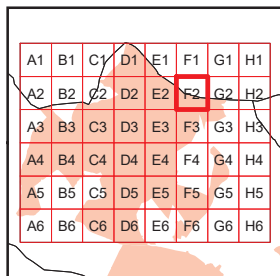 A1 B1 C1 D1 E1 F1 G1 H1
A2 B2 C2 D2 E2 F2 G2 H2
A3 B3 C3 D3 E3 F3 G3 H3
A4 B4 C4 D4 E4 F4 G4 H4
A5 B5 C5 D5 E5 F5 G5 H5
A6 B6 C6 D6 E6 F6 G6 H6